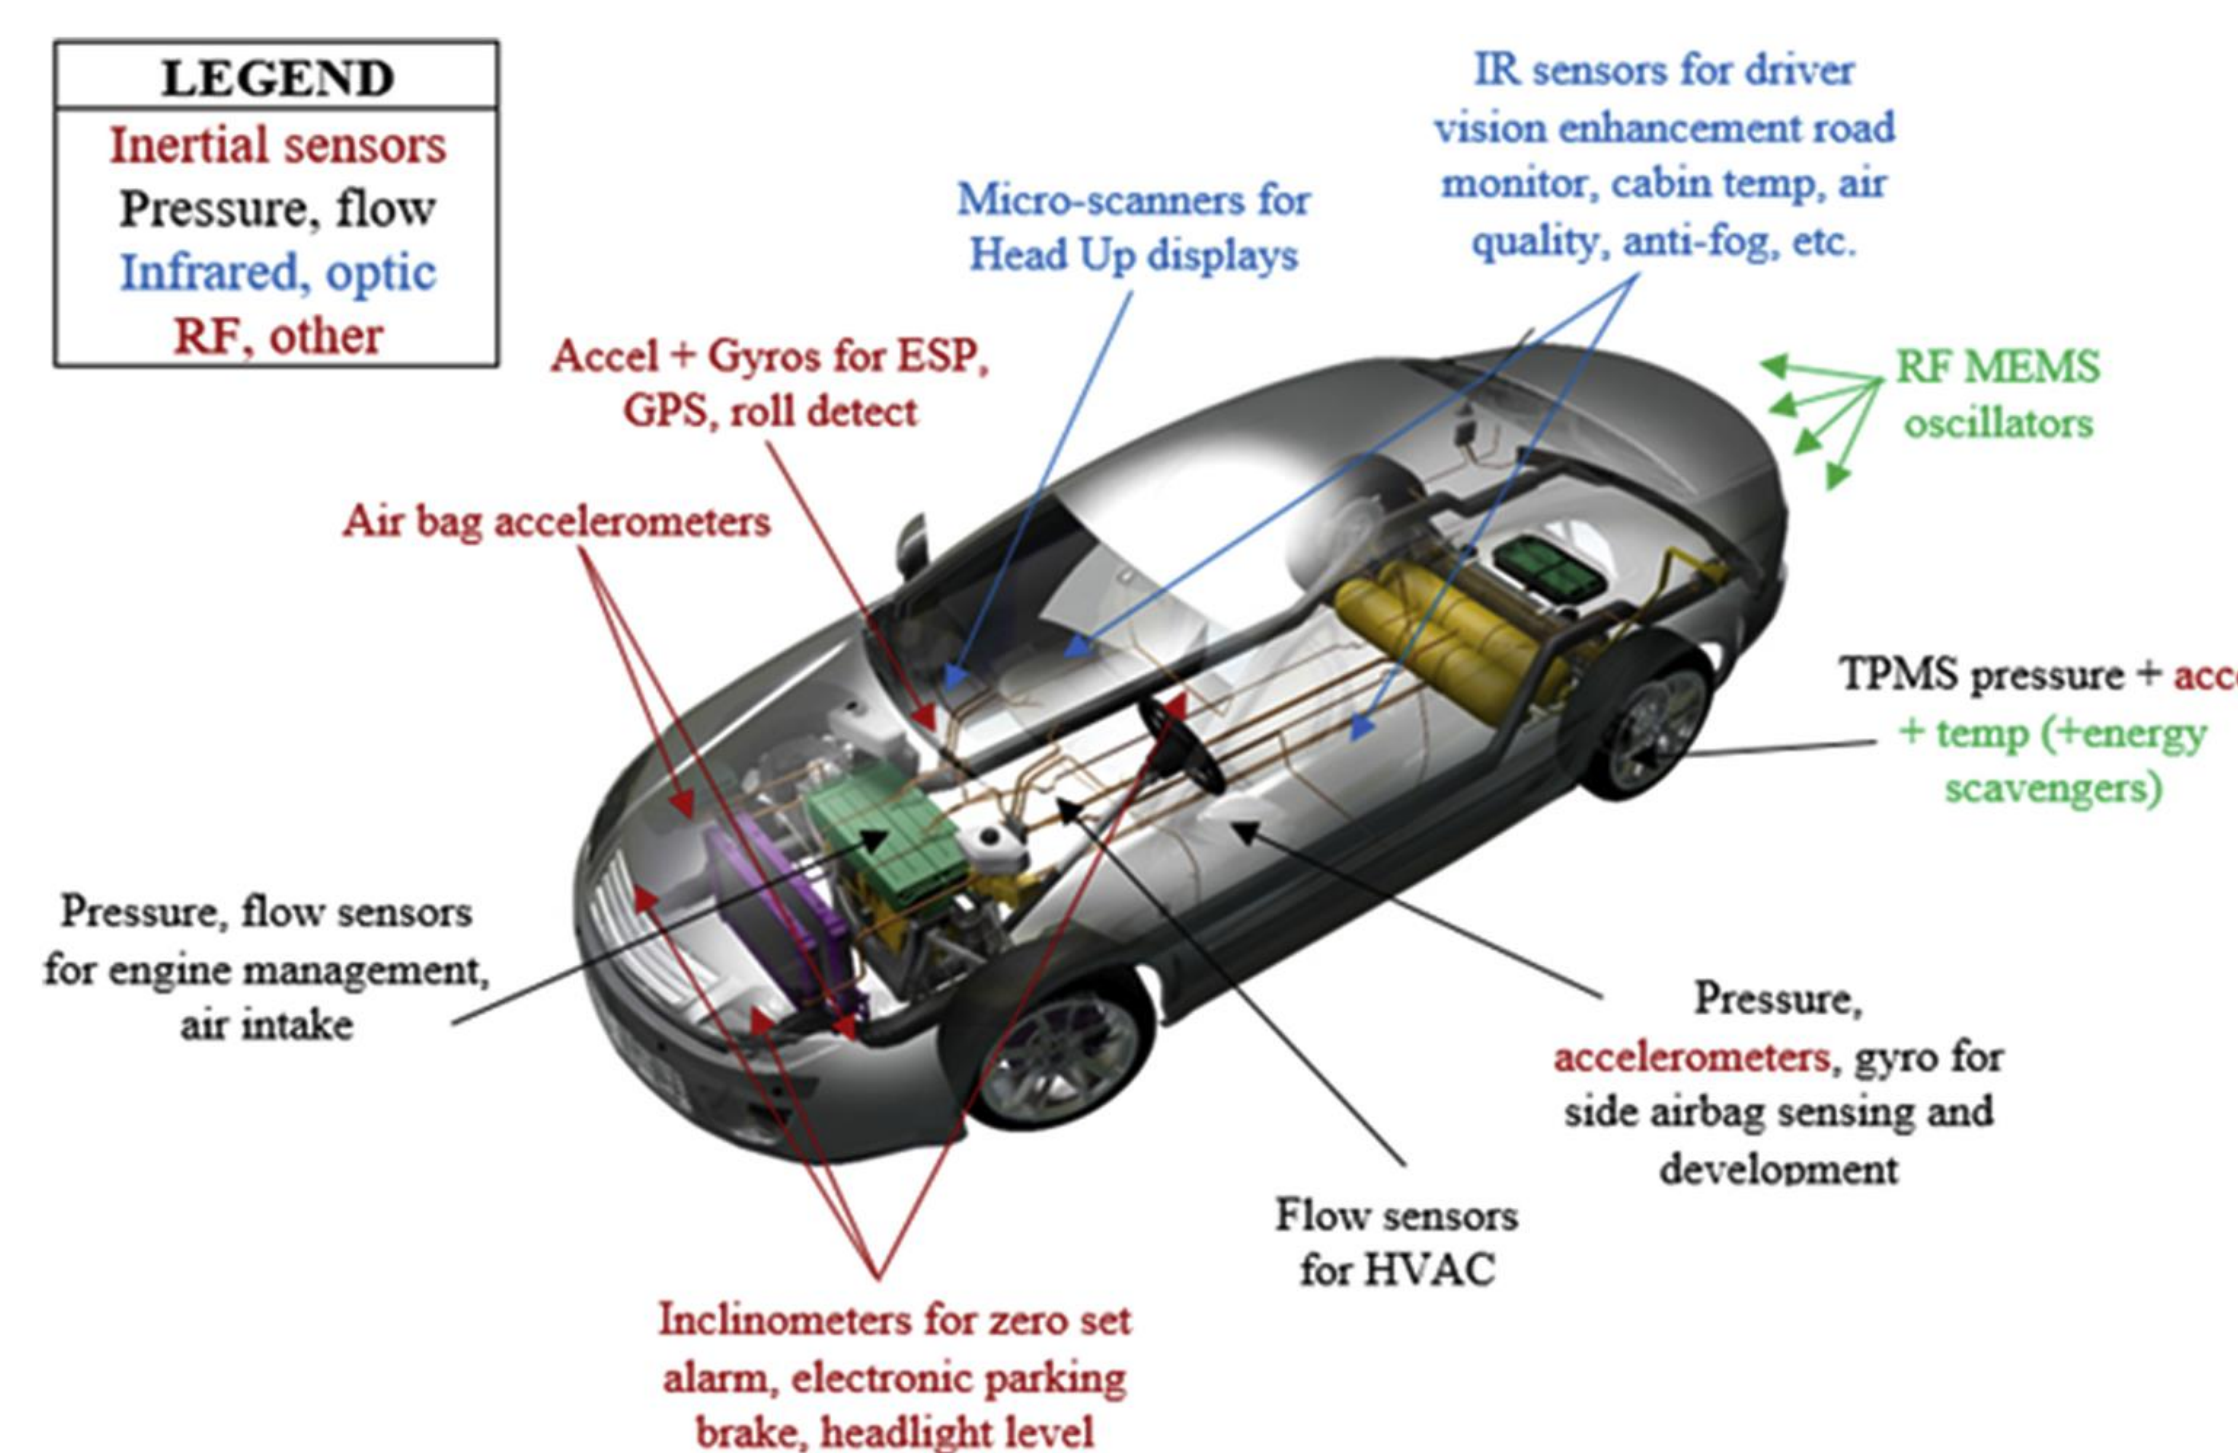 LEGEND
Inertial sensors
Pressure, flow
Infrared, optic
RF, other
IR sensors for driver
vision enhancement road
monitor, cabin temp, air
quality, anti-fog, etc.
Micro-scanners for
Head Up displays
Accel + Gyros for ESP,
GPS, roll detect
RF MEMS
oscillators
Air bag accelerometers
TPMS pressure + acc
+ temp (+energy
scavengers)
Pressure, flow sensors
for engine management,
air intake
Pressure,
accelerometers, gyro for
side airbag sensing and
development
Flow sensors
for HVAC
Inclinometers for zero set
alarm, electronic parking
brake, headlight level